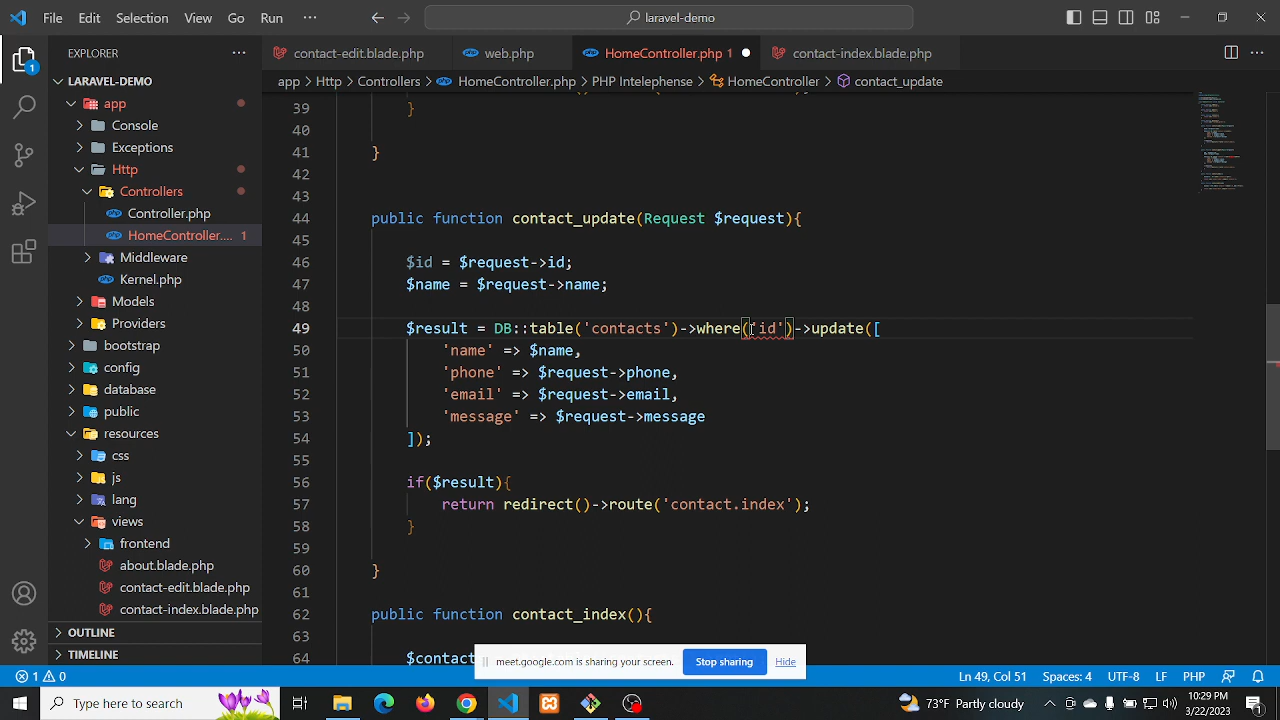 File Edit Selection View Go Run ··· laravel-demo
EXPLORER
LARAVEL-DEMO
app
Console
Exceptions
Http
Controllers
Controller.php
HomeController.... 1
Middleware
Kernel.php
Models
Providers
bootstrap
config
database
public
resources
css
js
lang
views
frontend
about.blade.php
contact-edit.blade.php
contact-index.blade.php
OUTLINE
TIMELINE
contact-edit.blade.php web.php HomeController.php 1 contact-index.blade.php
app > Http > Controllers > HomeController.php > PHP Intelephense > HomeController > contact_update
39
40 }
41 }
42
43
44 public function contact_update(Request $request){
45
46 $id = $request->id;
47 $name = $request->name;
48
49 $result = DB::table('contacts')->where('id')->update([
50 'name' => $name,
51 'phone' => $request->phone,
52 'email' => $request->email,
53 'message' => $request->message
54 ]);
55
56 if($result){
57 return redirect()->route('contact.index');
58 }
59
60 }
61
62 public function contact_index(){
63
64 $contac
meet.google.com is sharing your screen. Stop sharing Hide
1 0 Ln 49, Col 51 Spaces: 4 UTF-8 LF PHP
Type here to search 73°F Partly cloudy 10:29 PM
3/22/2023
1